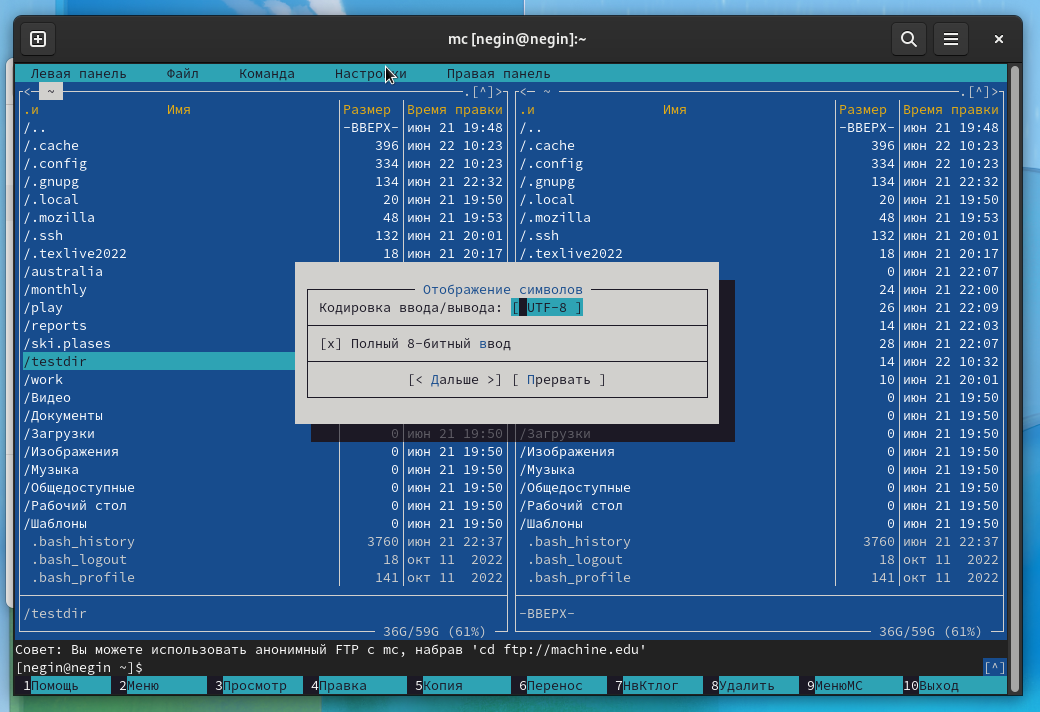 mc [negin@negin]:~
Левая панель Файл Команда Настройки Правая панель
<─ ~ .[^]> <─ ~ .[^]>
.и Имя Размер Время правки .и Имя Размер Время правки
/.. -ВВЕРХ- июн 21 19:48 /.. -ВВЕРХ- июн 21 19:48
/.cache 396 июн 22 10:23 /.cache 396 июн 22 10:23
/.config 334 июн 22 10:23 /.config 334 июн 22 10:23
/.gnupg 134 июн 21 22:32 /.gnupg 134 июн 21 22:32
/.local 20 июн 21 19:50 /.local 20 июн 21 19:50
/.mozilla 48 июн 21 19:53 /.mozilla 48 июн 21 19:53
/.ssh 132 июн 21 20:01 /.ssh 132 июн 21 20:01
/.texlive2022 18 июн 21 20:17 /.texlive2022 18 июн 21 20:17
/australia 0 июн 21 22:07
/monthly Отображение символов 24 июн 21 22:00
/play Кодировка ввода/вывода: [ UTF-8 ] 26 июн 21 22:09
/reports 14 июн 21 22:03
/ski.plases [x] Полный 8-битный ввод 28 июн 21 22:07
/testdir 14 июн 22 10:32
/work [< Дальше >] [ Прервать ] 10 июн 21 20:01
/Видео 0 июн 21 19:50
/Документы 0 июн 21 19:50
/Загрузки 0 июн 21 19:50 /Загрузки 0 июн 21 19:50
/Изображения 0 июн 21 19:50 /Изображения 0 июн 21 19:50
/Музыка 0 июн 21 19:50 /Музыка 0 июн 21 19:50
/Общедоступные 0 июн 21 19:50 /Общедоступные 0 июн 21 19:50
/Рабочий стол 0 июн 21 19:50 /Рабочий стол 0 июн 21 19:50
/Шаблоны 0 июн 21 19:50 /Шаблоны 0 июн 21 19:50
.bash_history 3760 июн 21 22:37 .bash_history 3760 июн 21 22:37
.bash_logout 18 окт 11 2022 .bash_logout 18 окт 11 2022
.bash_profile 141 окт 11 2022 .bash_profile 141 окт 11 2022
/testdir -ВВЕРХ-
36G/59G (61%) 36G/59G (61%)
Совет: Вы можете использовать анонимный FTP с mc, набрав 'cd ftp://machine.edu'
[negin@negin ~]$ [^]
1Помощь 2Меню 3Просмотр 4Правка 5Копия 6Перенос 7НвКтлог 8Удалить 9МенюМС 10Выход